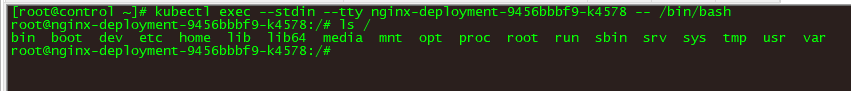 [root@control ~]# kubectl exec --stdin --tty nginx-deployment-9456bbbf9-k4578 -- /bin/bash
root@nginx-deployment-9456bbbf9-k4578:/# ls /
bin  boot  dev  etc  home  lib  lib64  media  mnt  opt  proc  root  run  sbin  srv  sys  tmp  usr  var
root@nginx-deployment-9456bbbf9-k4578:/#